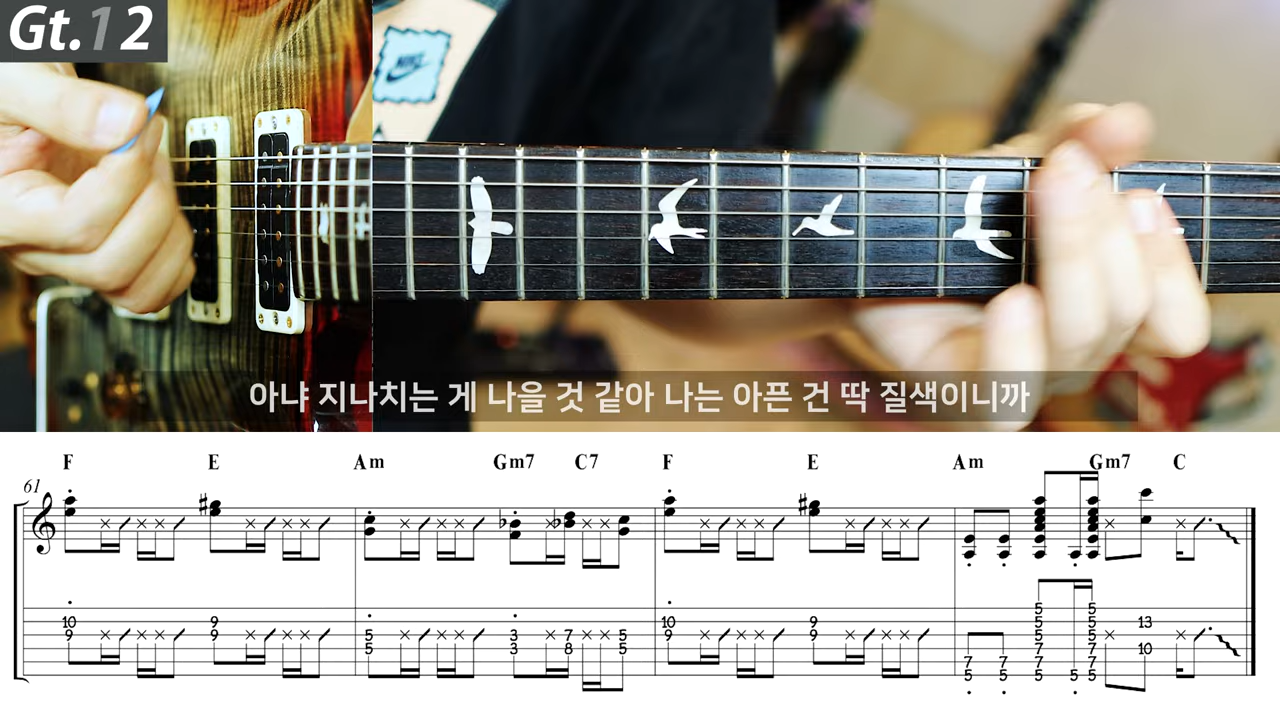 Gt.12
NIKE
아냐 지나치는 게 나을 것 같아 나는 아픈 건 딱 질색이니까
F E Am Gm7 C7 F E Am Gm7 C
61
10 9 9 5 3 7 5 10 9 5 5 13
9 9 5 3 8 5 9 9 5 5 10
5 5
7 7 7 7
7 7
5 5 5 5